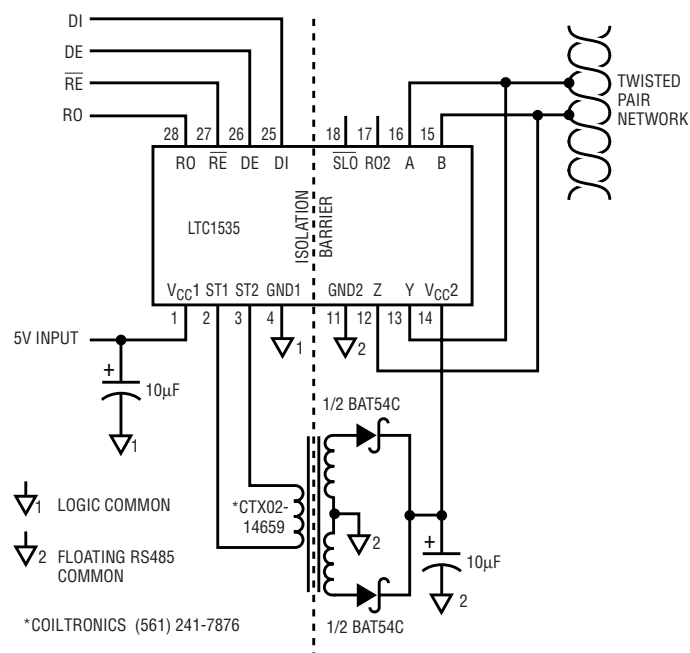 DI
DE
RE
RO
28 27 26 25 18 17 16 15
RO RE DE DI SLO RO2 A B
LTC1535
ISOLATION
BARRIER
VCC1 ST1 ST2 GND1 GND2 Z Y VCC2
1 2 3 4 11 12 13 14
TWISTED
PAIR
NETWORK
5V INPUT
+
10µF
1
1
2
1/2 BAT54C
*CTX02-
14659
2
+
10µF
2
1/2 BAT54C
1 LOGIC COMMON
2 FLOATING RS485
COMMON
*COILTRONICS (561) 241-7876